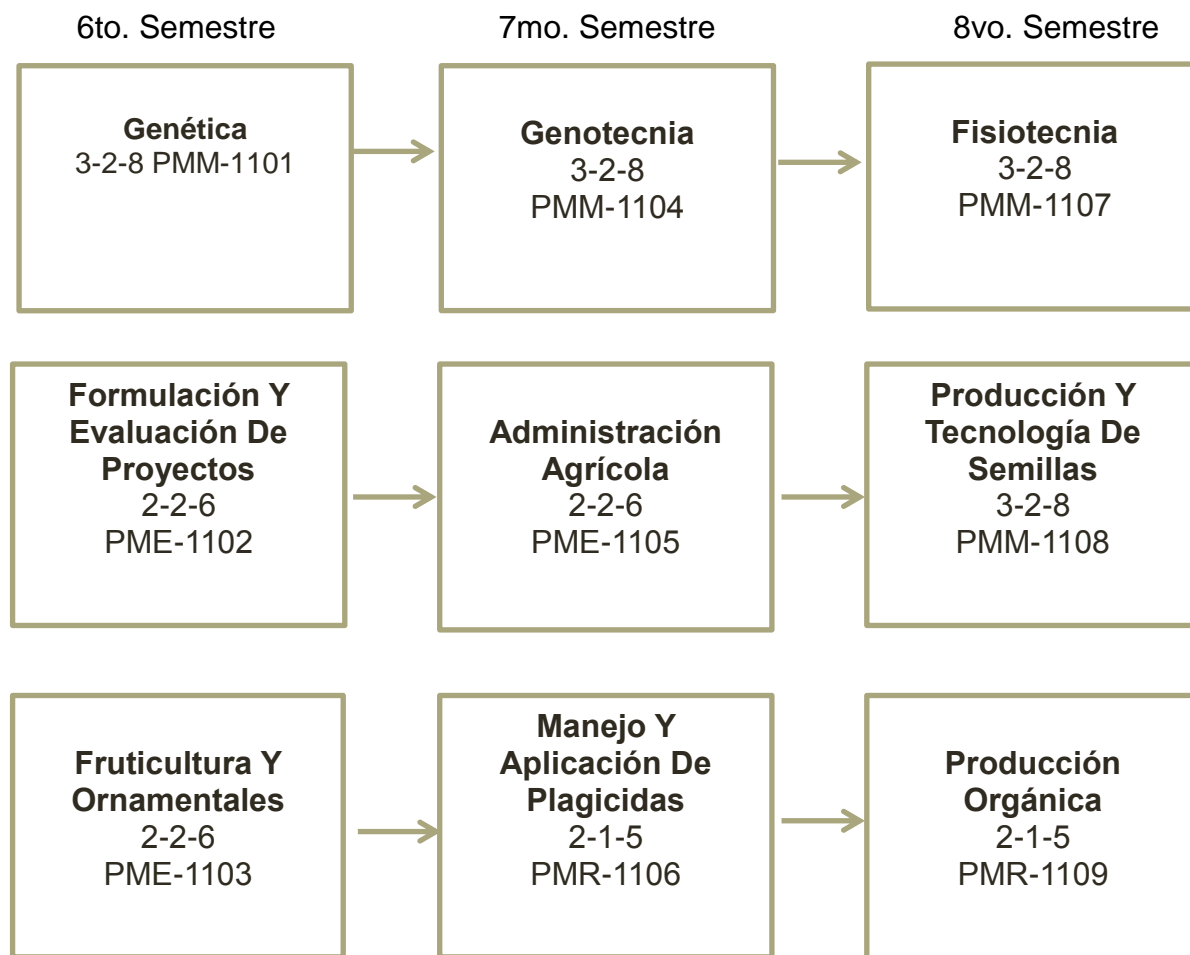 6to. Semestre
7mo. Semestre
8vo. Semestre
Genética
3-2-8 PMM-1101
Genotecnia
3-2-8
PMM-1104
Fisiotecnia
3-2-8
PMM-1107
Formulación Y
Evaluación De
Proyectos
2-2-6
PME-1102
Administración
Agrícola
2-2-6
PME-1105
Producción Y
Tecnología De
Semillas
3-2-8
PMM-1108
Fruticultura Y
Ornamentales
2-2-6
PME-1103
Manejo Y
Aplicación De
Plagicidas
2-1-5
PMR-1106
Producción
Orgánica
2-1-5
PMR-1109